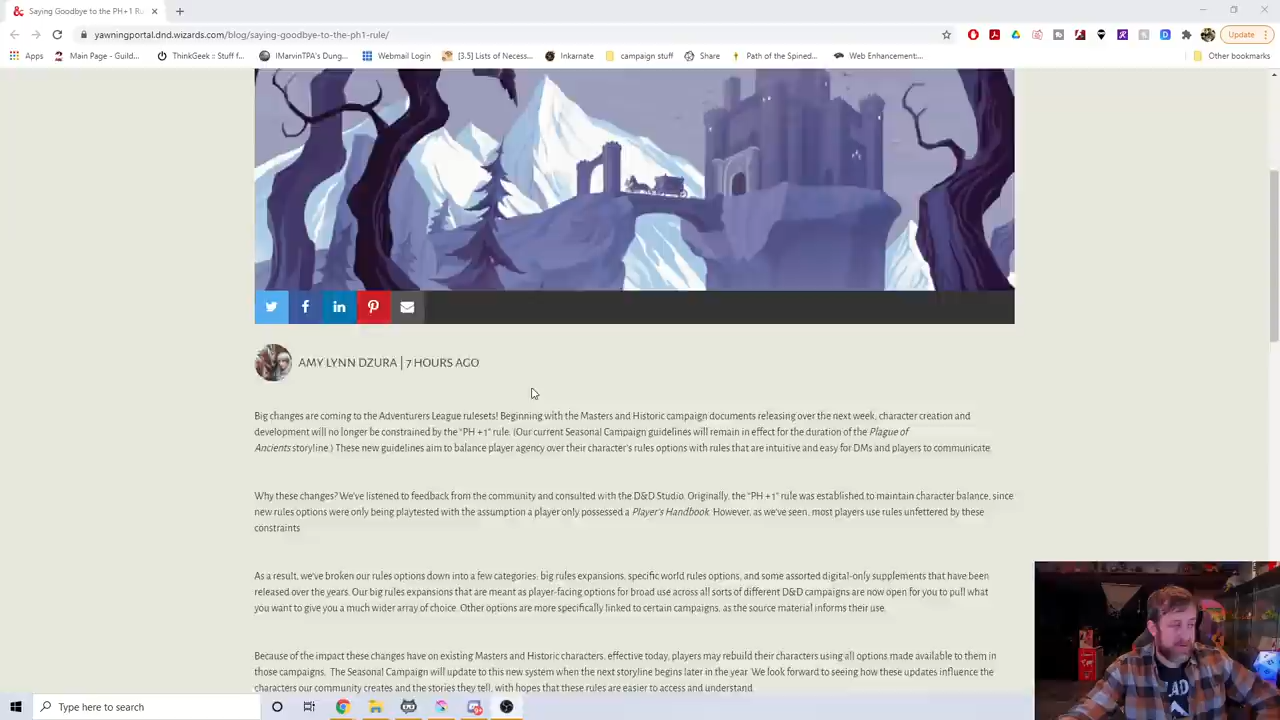 Saying Goodbye to the PH+1 Ru
yawningportal.dnd.wizards.com/blog/saying-goodbye-to-the-ph1-rule/
Update
Apps
Main Page - Guild...
ThinkGeek :: Stuff f...
!MarvinTPA's Dung...
Webmail Login
[3.5] Lists of Necess...
Inkarnate
campaign stuff
Share
Path of the Spined...
Web Enhancement:...
Other bookmarks
AMY LYNN DZURA | 7 HOURS AGO
Big changes are coming to the Adventurers League rulesets! Beginning with the Masters and Historic campaign documents releasing over the next week, character creation and
development will no longer be constrained by the "PH +1" rule. (Our current Seasonal Campaign guidelines will remain in effect for the duration of the Plague of
Ancients storyline.) These new guidelines aim to balance player agency over their character's rules options with rules that are intuitive and easy for DMs and players to communicate.
Why these changes? We've listened to feedback from the community and consulted with the D&D Studio. Originally, the "PH +1" rule was established to maintain character balance, since
new rules options were only being playtested with the assumption a player only possessed a Player's Handbook. However, as we've seen, most players use rules unfettered by these
constraints.
As a result, we've broken our rules options down into a few categories: big rules expansions, specific world rules options, and some assorted digital-only supplements that have been
released over the years. Our big rules expansions that are meant as player-facing options for broad use across all sorts of different D&D campaigns are now open for you to pull what
you want to give you a much wider array of choice. Other options are more specifically linked to certain campaigns, as the source material informs their use.
Because of the impact these changes have on existing Masters and Historic characters, effective today, players may rebuild their characters using all options made available to them in
those campaigns. The Seasonal Campaign will update to this new system when the next storyline begins later in the year. We look forward to seeing how these updates influence the
characters our community creates and the stories they tell, with hopes that these rules are easier to access and understand.
Type here to search